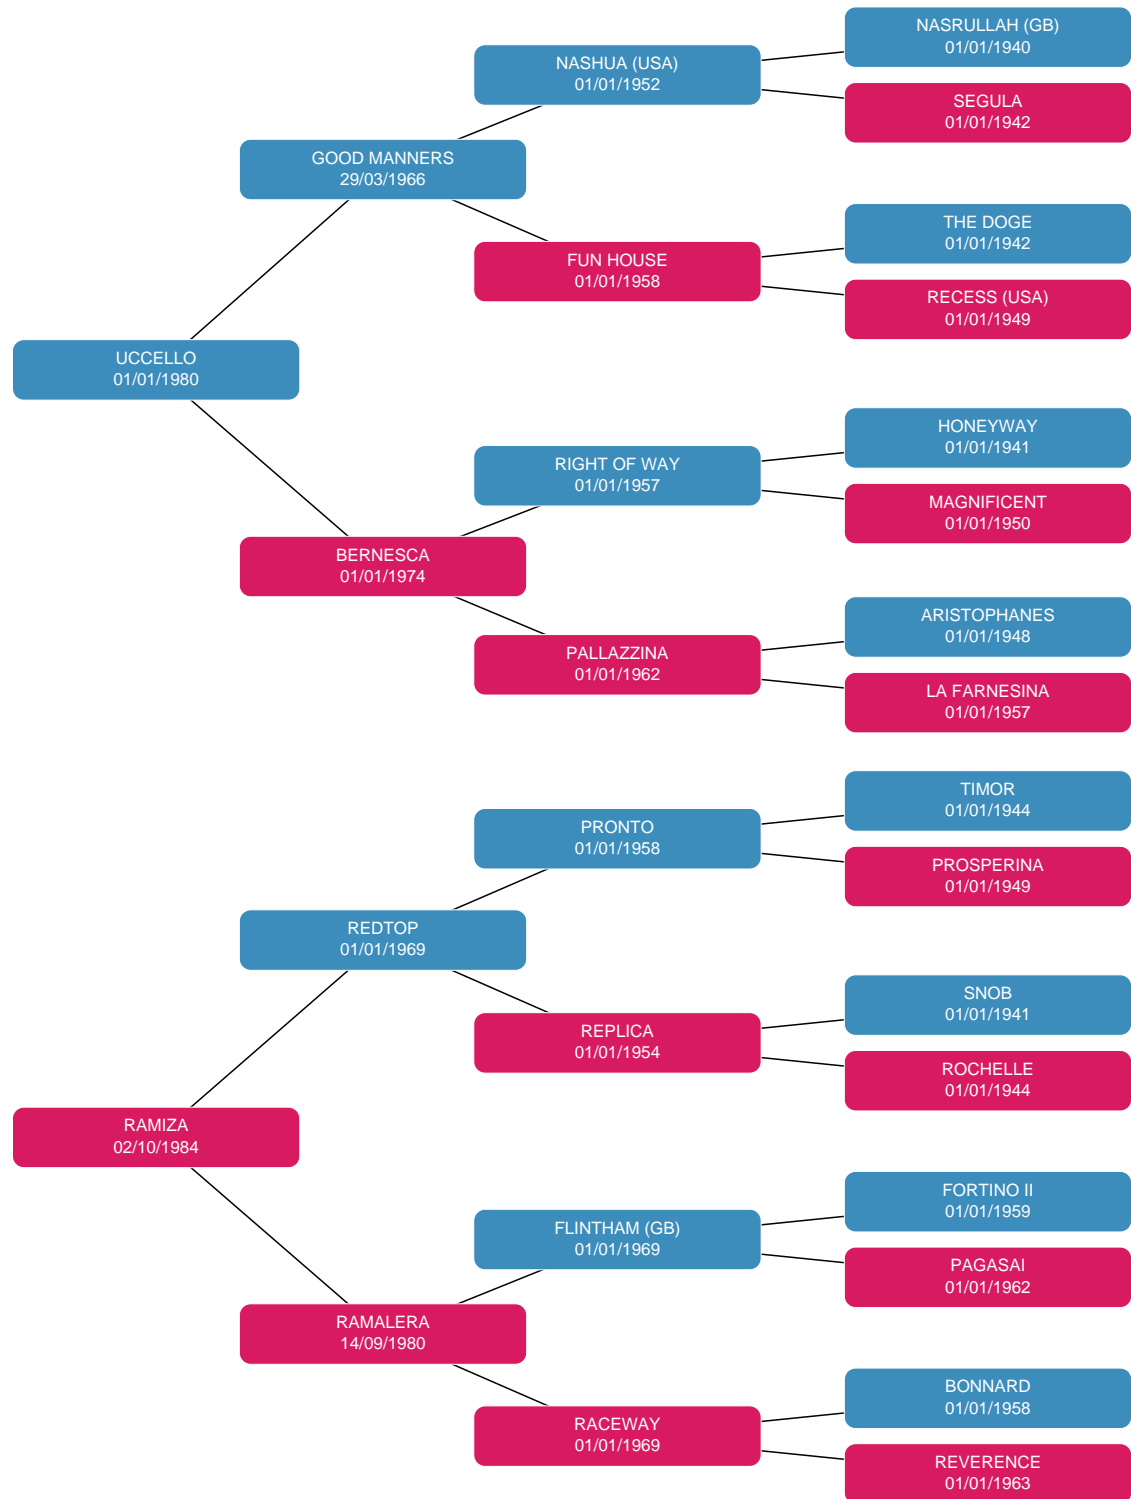 NASRULLAH (GB)
01/01/1940
NASHUA (USA)
01/01/1952
SEGULA
01/01/1942
GOOD MANNERS
29/03/1966
THE DOGE
01/01/1942
FUN HOUSE
01/01/1958
RECESS (USA)
01/01/1949
UCCELLO
01/01/1980
HONEYWAY
01/01/1941
RIGHT OF WAY
01/01/1957
MAGNIFICENT
01/01/1950
BERNESCA
01/01/1974
ARISTOPHANES
01/01/1948
PALLAZZINA
01/01/1962
LA FARNESINA
01/01/1957
TIMOR
01/01/1944
PRONTO
01/01/1958
PROSPERINA
01/01/1949
REDTOP
01/01/1969
SNOB
01/01/1941
REPLICA
01/01/1954
ROCHELLE
01/01/1944
RAMIZA
02/10/1984
FORTINO II
01/01/1959
FLINTHAM (GB)
01/01/1969
PAGASAI
01/01/1962
RAMALERA
14/09/1980
BONNARD
01/01/1958
RACEWAY
01/01/1969
REVERENCE
01/01/1963